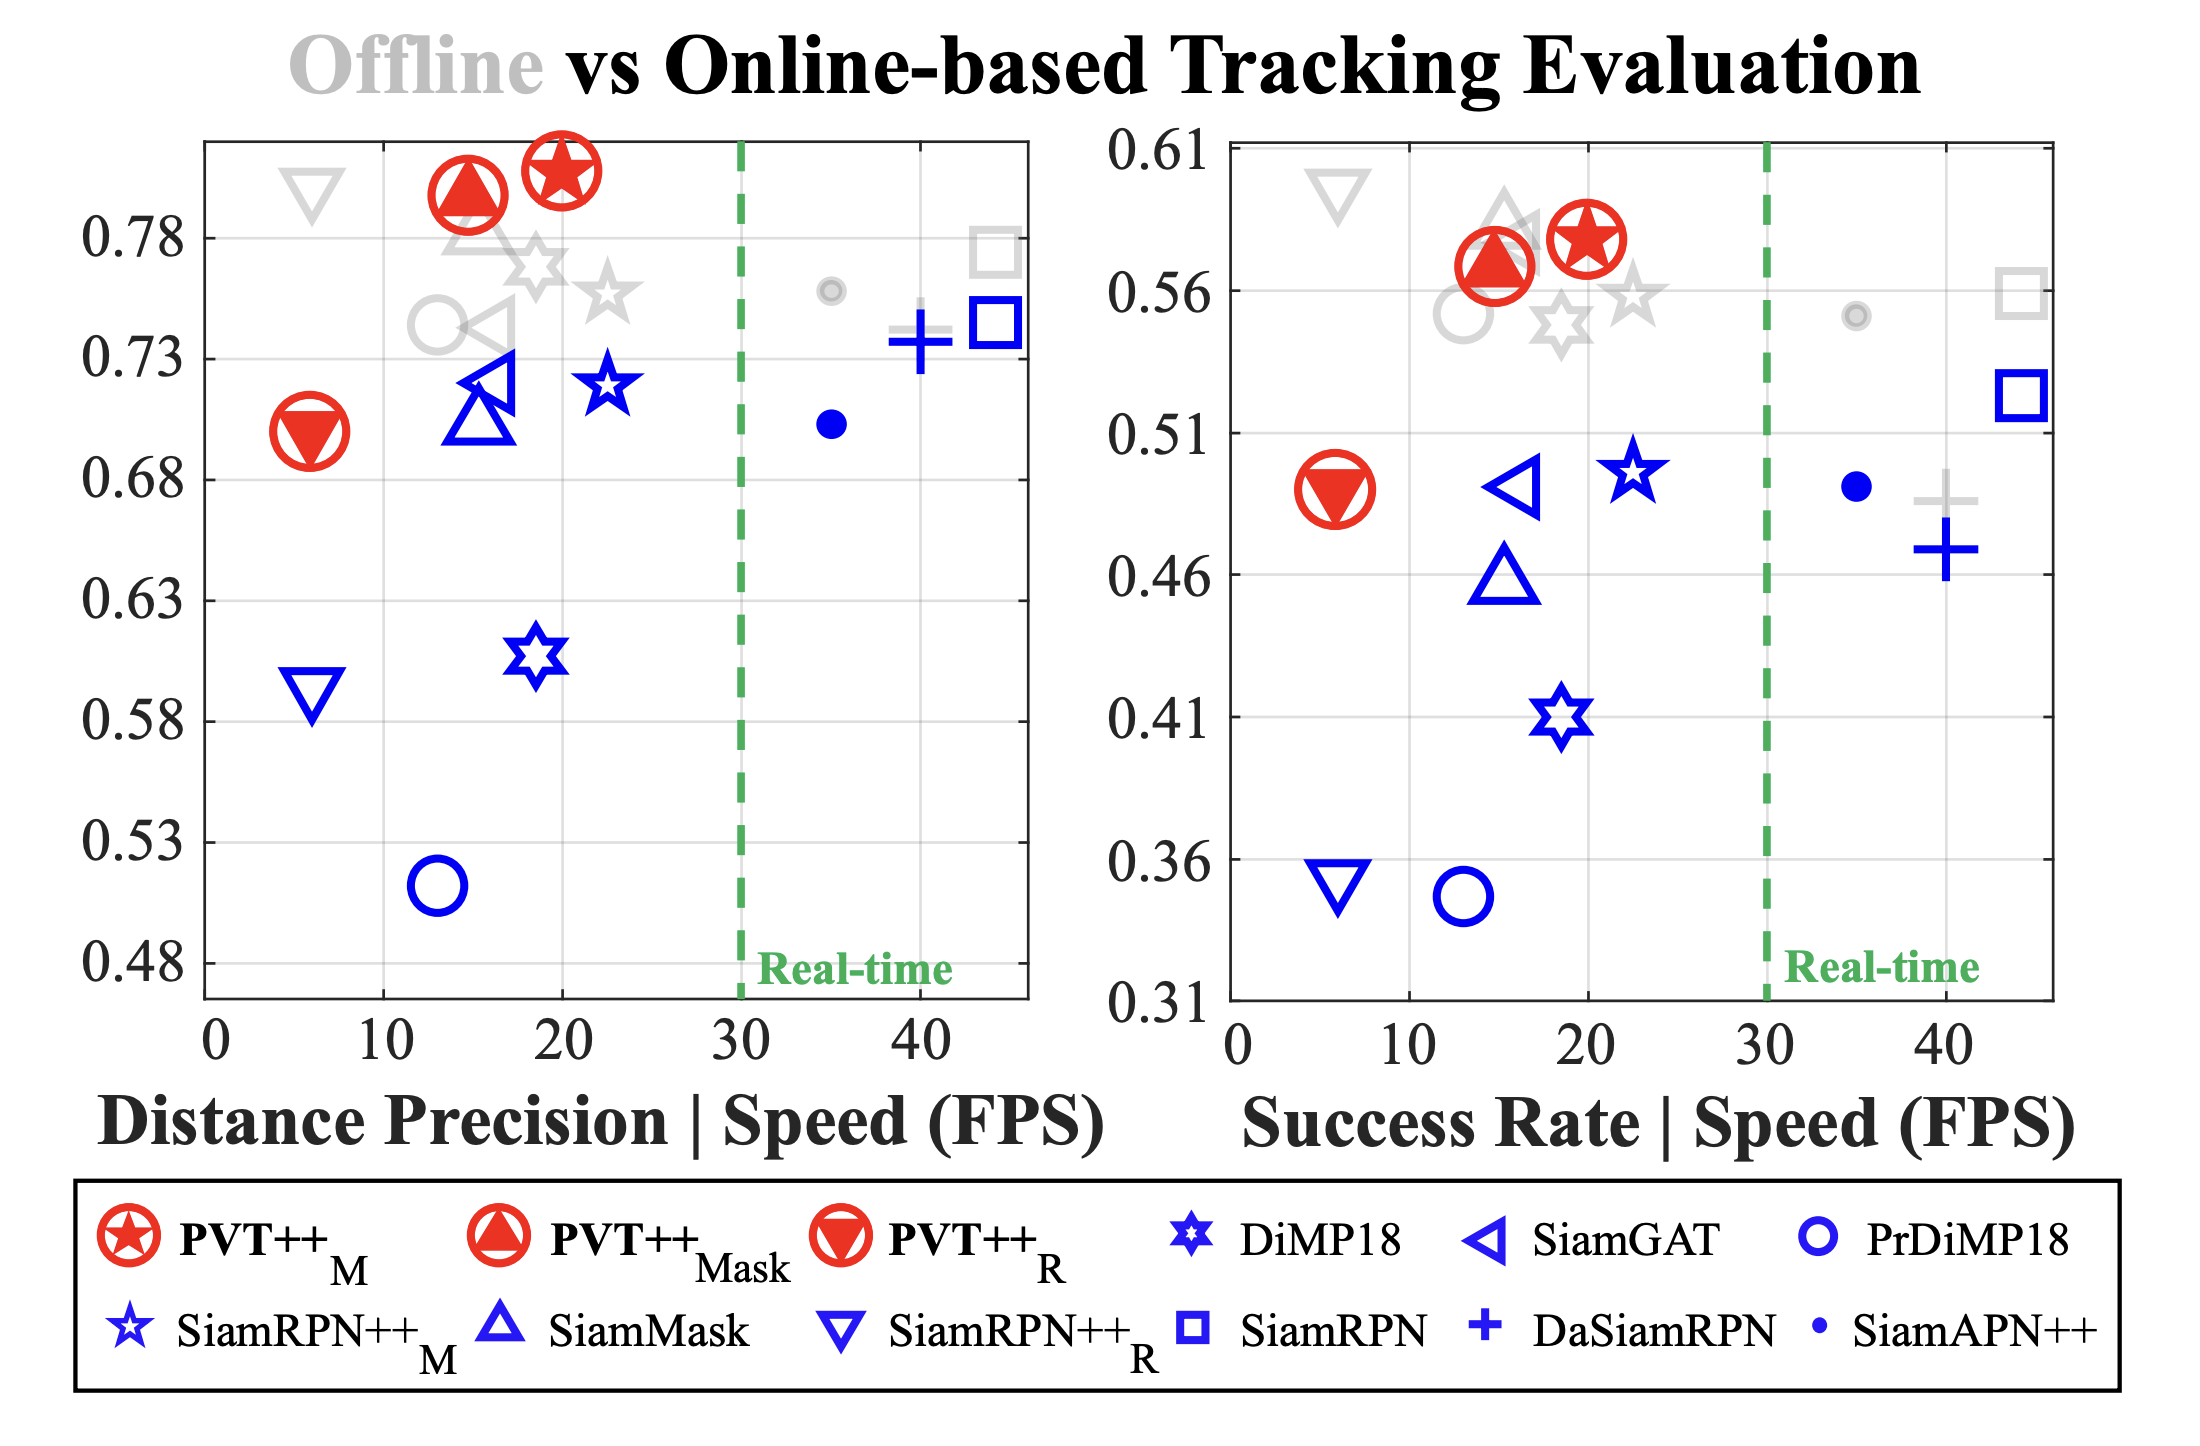 Offline vs Online-based Tracking Evaluation
0.78
0.73
0.68
0.63
0.58
0.53
0.48
Real-time
0 10 20 30 40
Distance Precision | Speed (FPS)
0.61
0.56
0.51
0.46
0.41
0.36
0.31
Real-time
0 10 20 30 40
Success Rate | Speed (FPS)
PVT++M PVT++Mask PVT++R DiMP18 SiamGAT PrDiMP18
SiamRPN++M SiamMask SiamRPN++R SiamRPN DaSiamRPN SiamAPN++